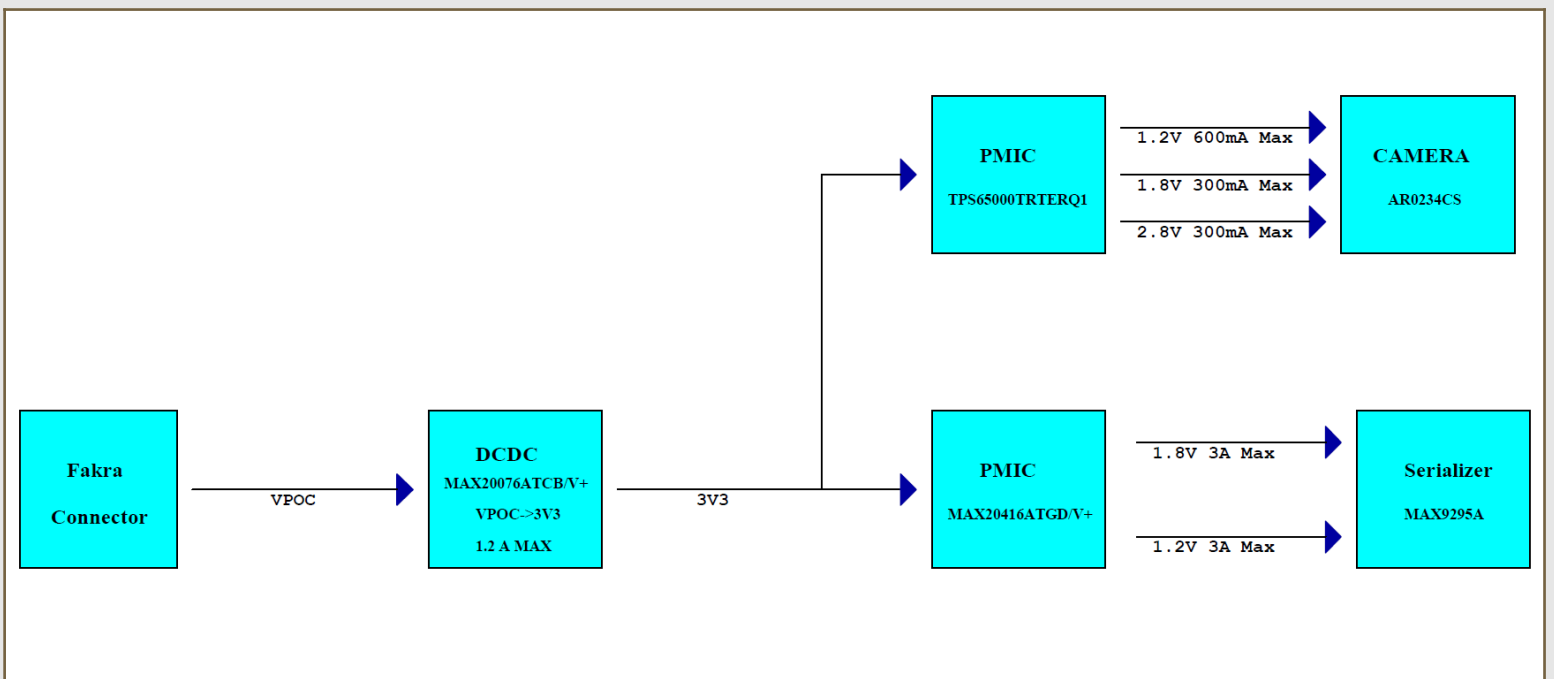 PMIC
TPS65000TRTERQ1
1.2V 600mA Max
1.8V 300mA Max
2.8V 300mA Max
CAMERA
AR0234CS
Fakra
Connector
VPOC
DCDC
MAX20076ATCB/V+
VPOC->3V3
1.2 A MAX
3V3
PMIC
MAX20416ATGD/V+
1.8V 3A Max
1.2V 3A Max
Serializer
MAX9295A